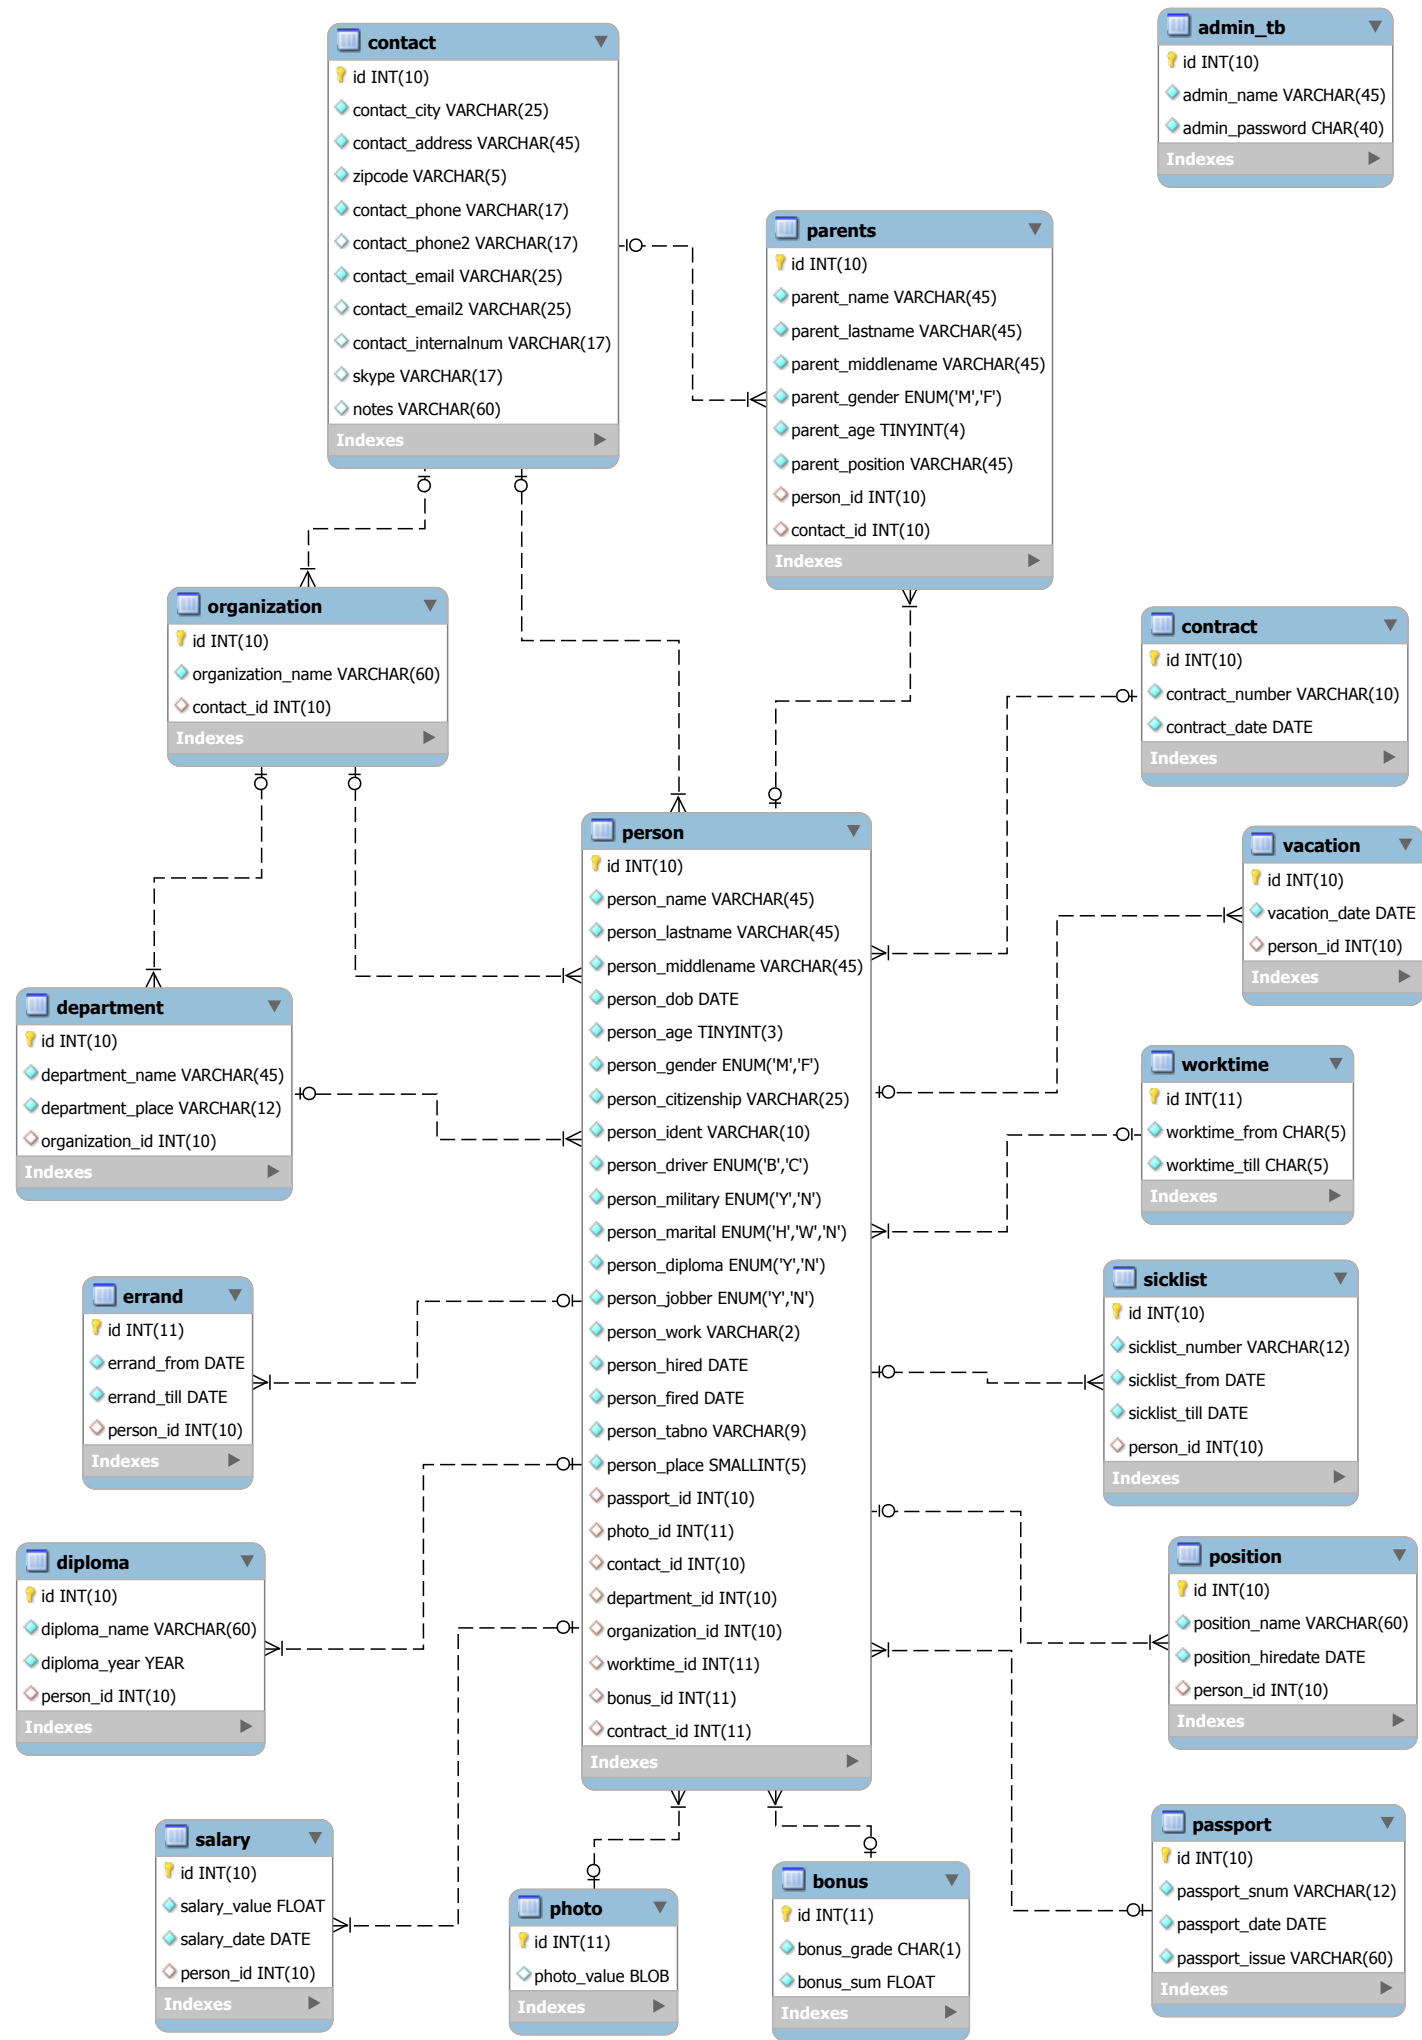 contact
id INT(10)
contact_city VARCHAR(25)
contact_address VARCHAR(45)
zipcode VARCHAR(5)
contact_phone VARCHAR(17)
contact_phone2 VARCHAR(17)
contact_email VARCHAR(25)
contact_email2 VARCHAR(25)
contact_internalnum VARCHAR(17)
skype VARCHAR(17)
notes VARCHAR(60)
Indexes
admin_tb
id INT(10)
admin_name VARCHAR(45)
admin_password CHAR(40)
Indexes
parents
id INT(10)
parent_name VARCHAR(45)
parent_lastname VARCHAR(45)
parent_middlename VARCHAR(45)
parent_gender ENUM('M','F')
parent_age TINYINT(4)
parent_position VARCHAR(45)
person_id INT(10)
contact_id INT(10)
Indexes
organization
id INT(10)
organization_name VARCHAR(60)
contact_id INT(10)
Indexes
contract
id INT(10)
contract_number VARCHAR(10)
contract_date DATE
Indexes
person
id INT(10)
person_name VARCHAR(45)
person_lastname VARCHAR(45)
person_middlename VARCHAR(45)
person_dob DATE
person_age TINYINT(3)
person_gender ENUM('M','F')
person_citizenship VARCHAR(25)
person_ident VARCHAR(10)
person_driver ENUM('B','C')
person_military ENUM('Y','N')
person_marital ENUM('H','W','N')
person_diploma ENUM('Y','N')
person_jobber ENUM('Y','N')
person_work VARCHAR(2)
person_hired DATE
person_fired DATE
person_tabno VARCHAR(9)
person_place SMALLINT(5)
passport_id INT(10)
photo_id INT(11)
contact_id INT(10)
department_id INT(10)
organization_id INT(10)
worktime_id INT(11)
bonus_id INT(11)
contract_id INT(11)
Indexes
vacation
id INT(10)
vacation_date DATE
person_id INT(10)
Indexes
department
id INT(10)
department_name VARCHAR(45)
department_place VARCHAR(12)
organization_id INT(10)
Indexes
worktime
id INT(11)
worktime_from CHAR(5)
worktime_till CHAR(5)
Indexes
errand
id INT(11)
errand_from DATE
errand_till DATE
person_id INT(10)
Indexes
sicklist
id INT(10)
sicklist_number VARCHAR(12)
sicklist_from DATE
sicklist_till DATE
person_id INT(10)
Indexes
diploma
id INT(10)
diploma_name VARCHAR(60)
diploma_year YEAR
person_id INT(10)
Indexes
position
id INT(10)
position_name VARCHAR(60)
position_hiredate DATE
person_id INT(10)
Indexes
salary
id INT(10)
salary_value FLOAT
salary_date DATE
person_id INT(10)
Indexes
photo
id INT(11)
photo_value BLOB
Indexes
bonus
id INT(11)
bonus_grade CHAR(1)
bonus_sum FLOAT
Indexes
passport
id INT(10)
passport_snum VARCHAR(12)
passport_date DATE
passport_issue VARCHAR(60)
Indexes